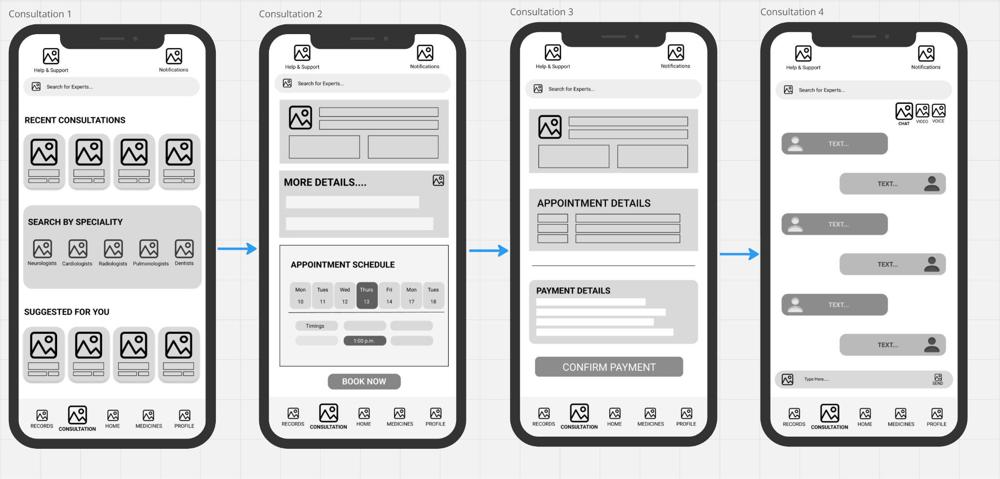 Consultation 1
Help & Support
Notifications
Search for Experts...
RECENT CONSULTATIONS
SEARCH BY SPECIALITY
Neurologists Cardiologists Radiologists Pulmonologists Dentists
SUGGESTED FOR YOU
RECORDS CONSULTATION HOME MEDICINES PROFILE
Consultation 2
Help & Support
Notifications
Search for Experts...
MORE DETAILS....
APPOINTMENT SCHEDULE
Mon Tues Wed Thurs Fri Mon Tues
10 11 12 13 14 17 18
Timings
1:00 p.m.
BOOK NOW
RECORDS CONSULTATION HOME MEDICINES PROFILE
Consultation 3
Help & Support
Notifications
Search for Experts...
APPOINTMENT DETAILS
PAYMENT DETAILS
CONFIRM PAYMENT
RECORDS CONSULTATION HOME MEDICINES PROFILE
Consultation 4
Help & Support
Notifications
Search for Experts...
CHAT VIDEO VOICE
TEXT...
TEXT...
TEXT...
TEXT...
TEXT...
TEXT...
Type Here.....
SEND
RECORDS CONSULTATION HOME MEDICINES PROFILE